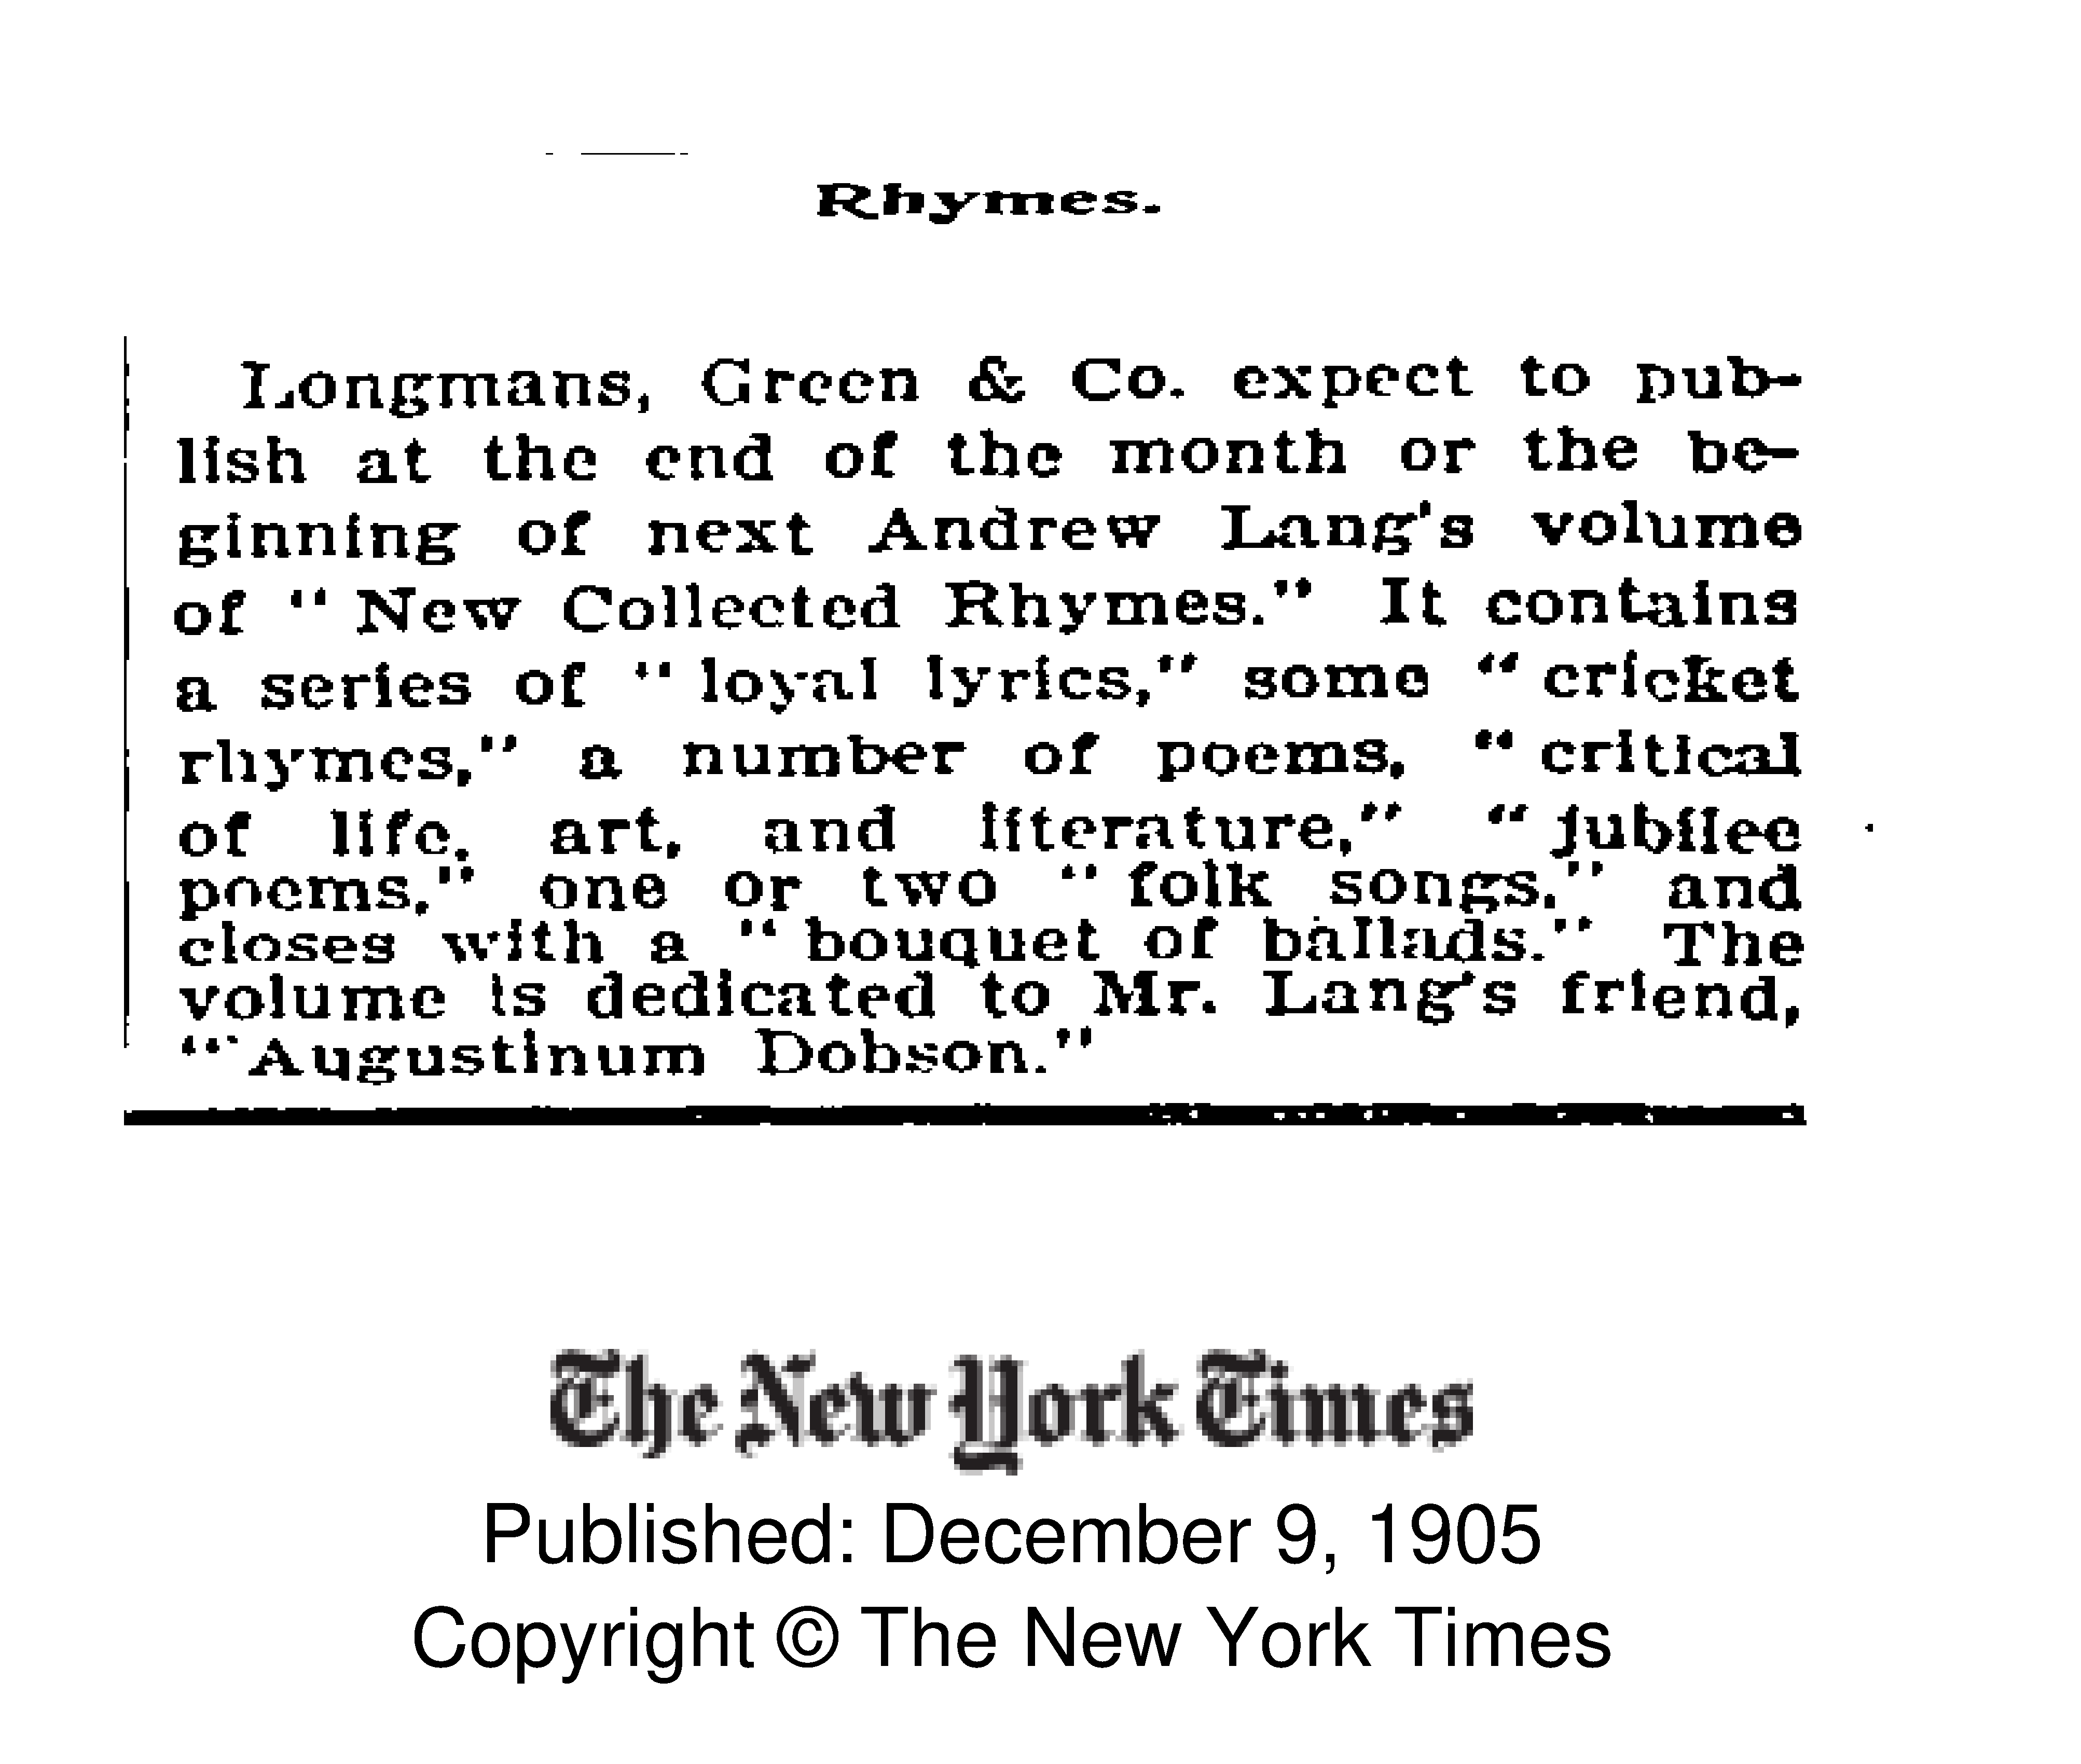 Rhymes.
Longmans, Green & Co. expect to pub-
lish at the end of the month or the be-
ginning of next Andrew Lang's volume
of "New Collected Rhymes." It contains
a series of "loyal lyrics," some "cricket
rhymes," a number of poems, "critical
of life, art, and literature," "jubilee
poems," one or two "folk songs," and
closes with a "bouquet of ballads." The
volume is dedicated to Mr. Lang's friend,
"Augustinum Dobson."
The New York Times
Published: December 9, 1905
Copyright © The New York Times